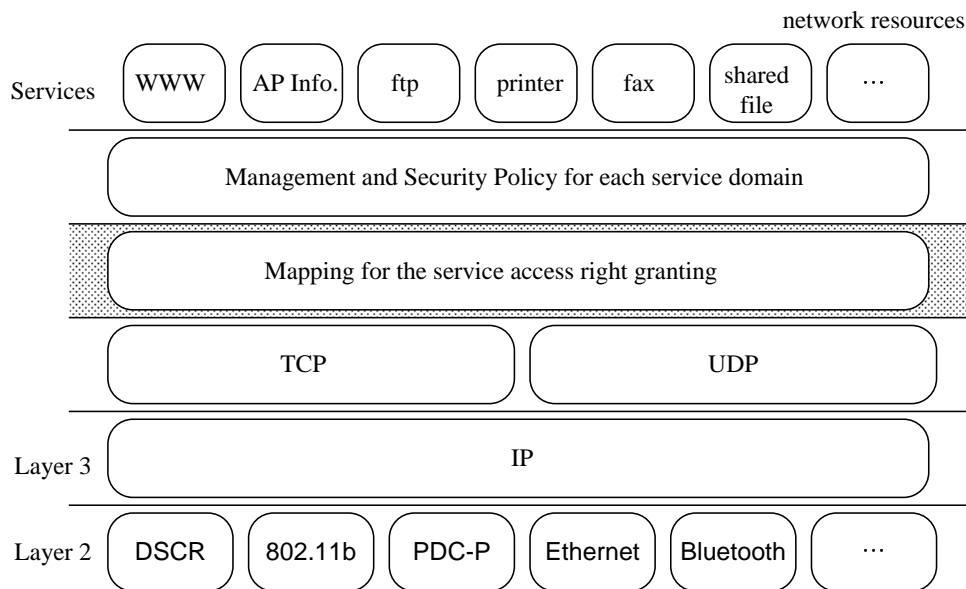 network resources
Services
WWW
AP Info.
ftp
printer
fax
shared
file
…
Management and Security Policy for each service domain
Mapping for the service access right granting
TCP
UDP
Layer 3
IP
Layer 2
DSCR
802.11b
PDC-P
Ethernet
Bluetooth
…